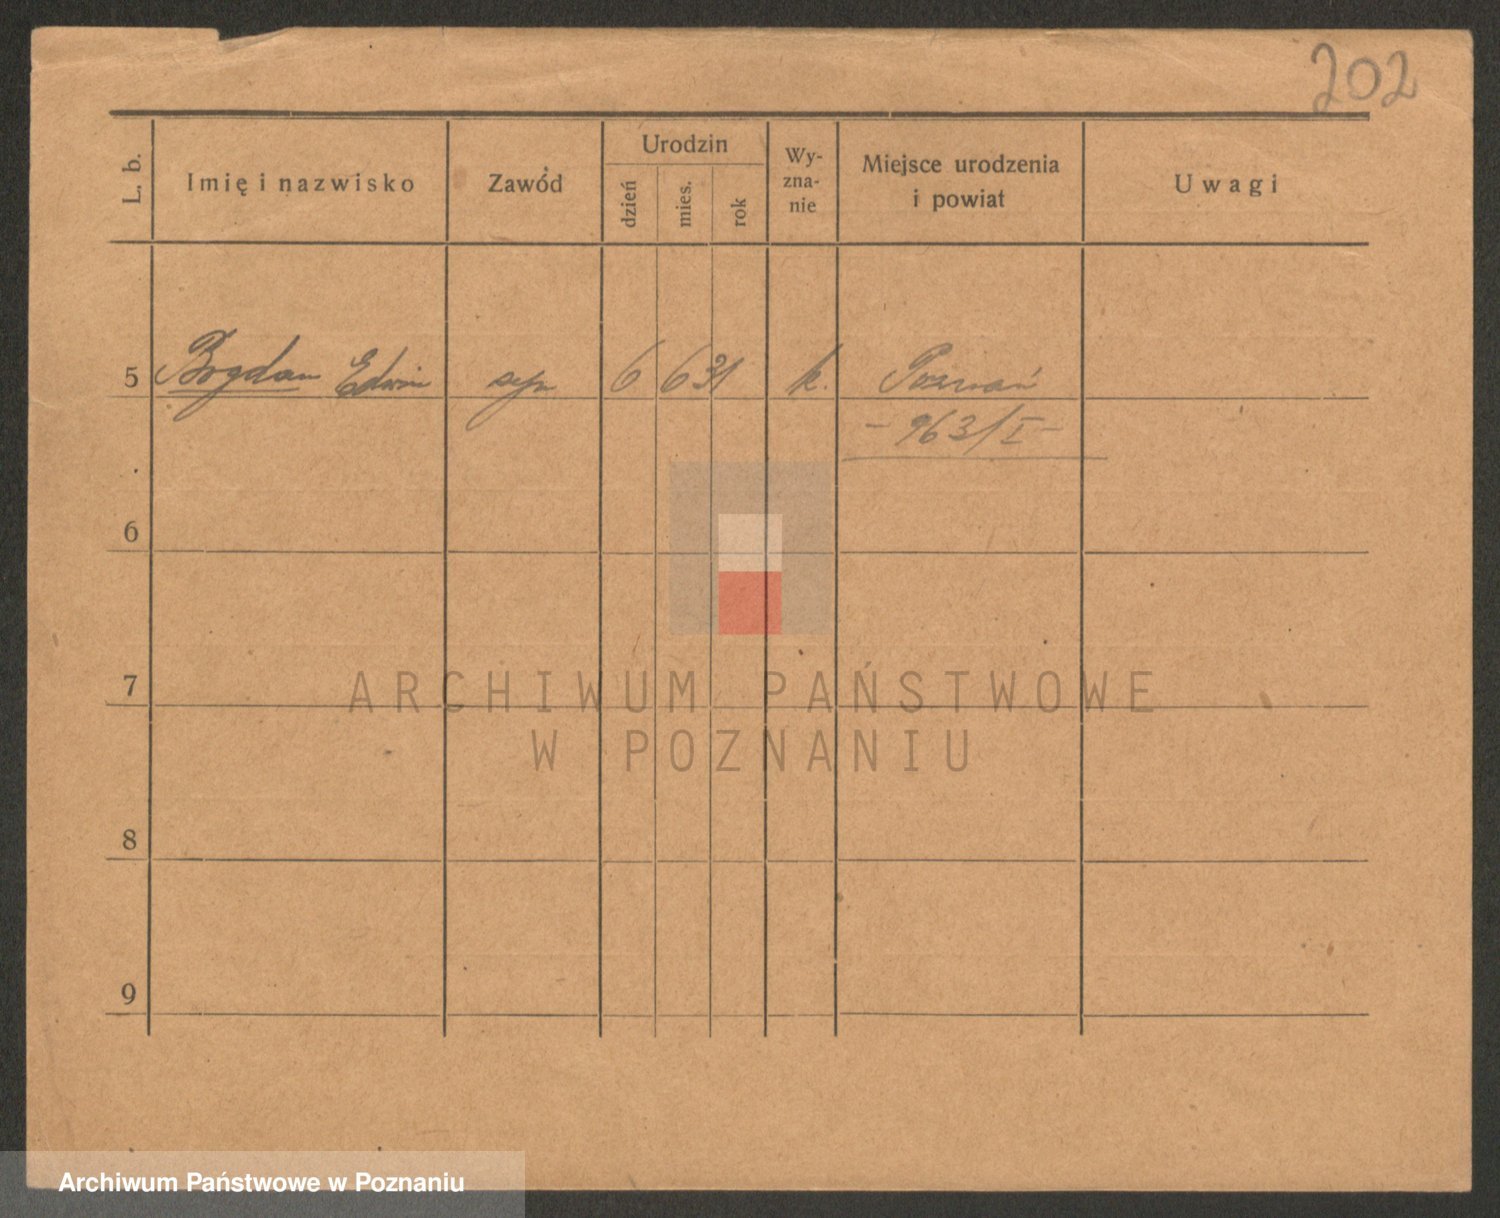 202
L. b.
Imię i nazwisko
Zawód
Urodzin
dzień
mies.
rok
Wy-
zna-
nie
Miejsce urodzenia
i powiat
Uwagi
5 Bogdan Edwin syn 6 6 31 k. Poznań
- 963/I -
6
7
8
9
ARCHIWUM PAŃSTWOWE
W POZNANIU
Archiwum Państwowe w Poznaniu